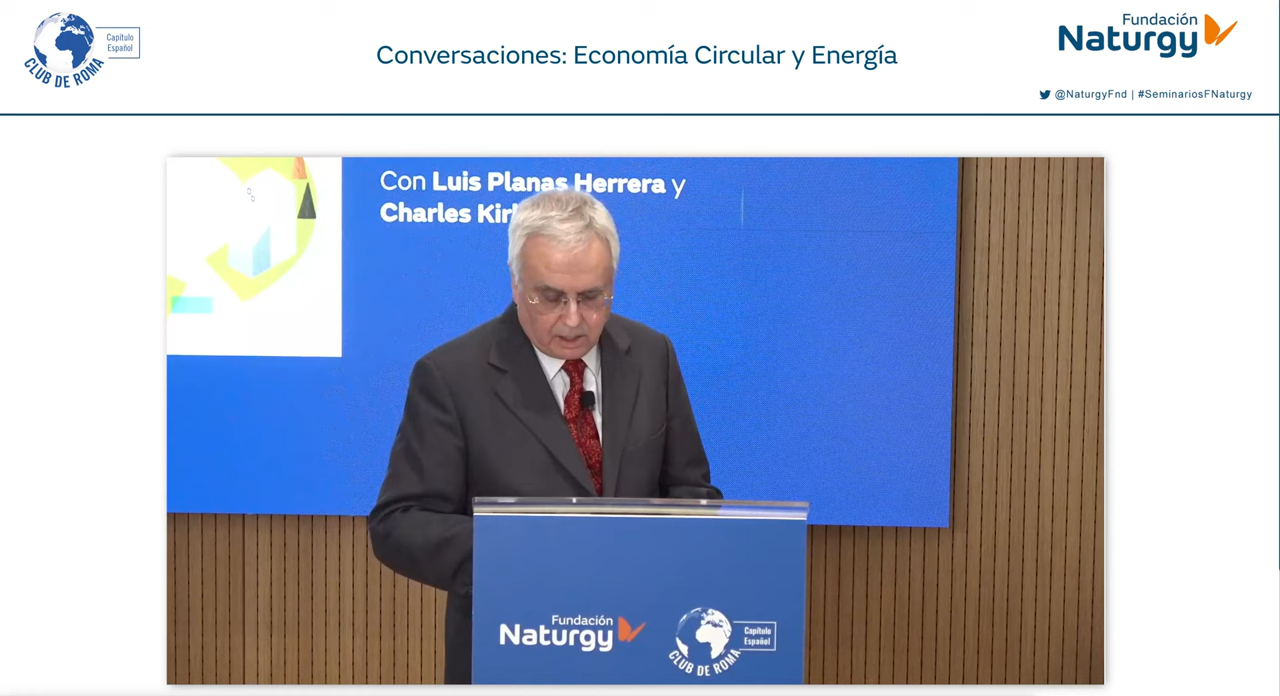 CLUB DE ROMA
Capítulo
Español
Conversaciones: Economía Circular y Energía
Fundación
Naturgy
@NaturgyFnd | #SeminariosFNaturgy
Con Luis Planas Herrera y
Charles
Fundación
Naturgy
CLUB DE ROMA
Capítulo
Español